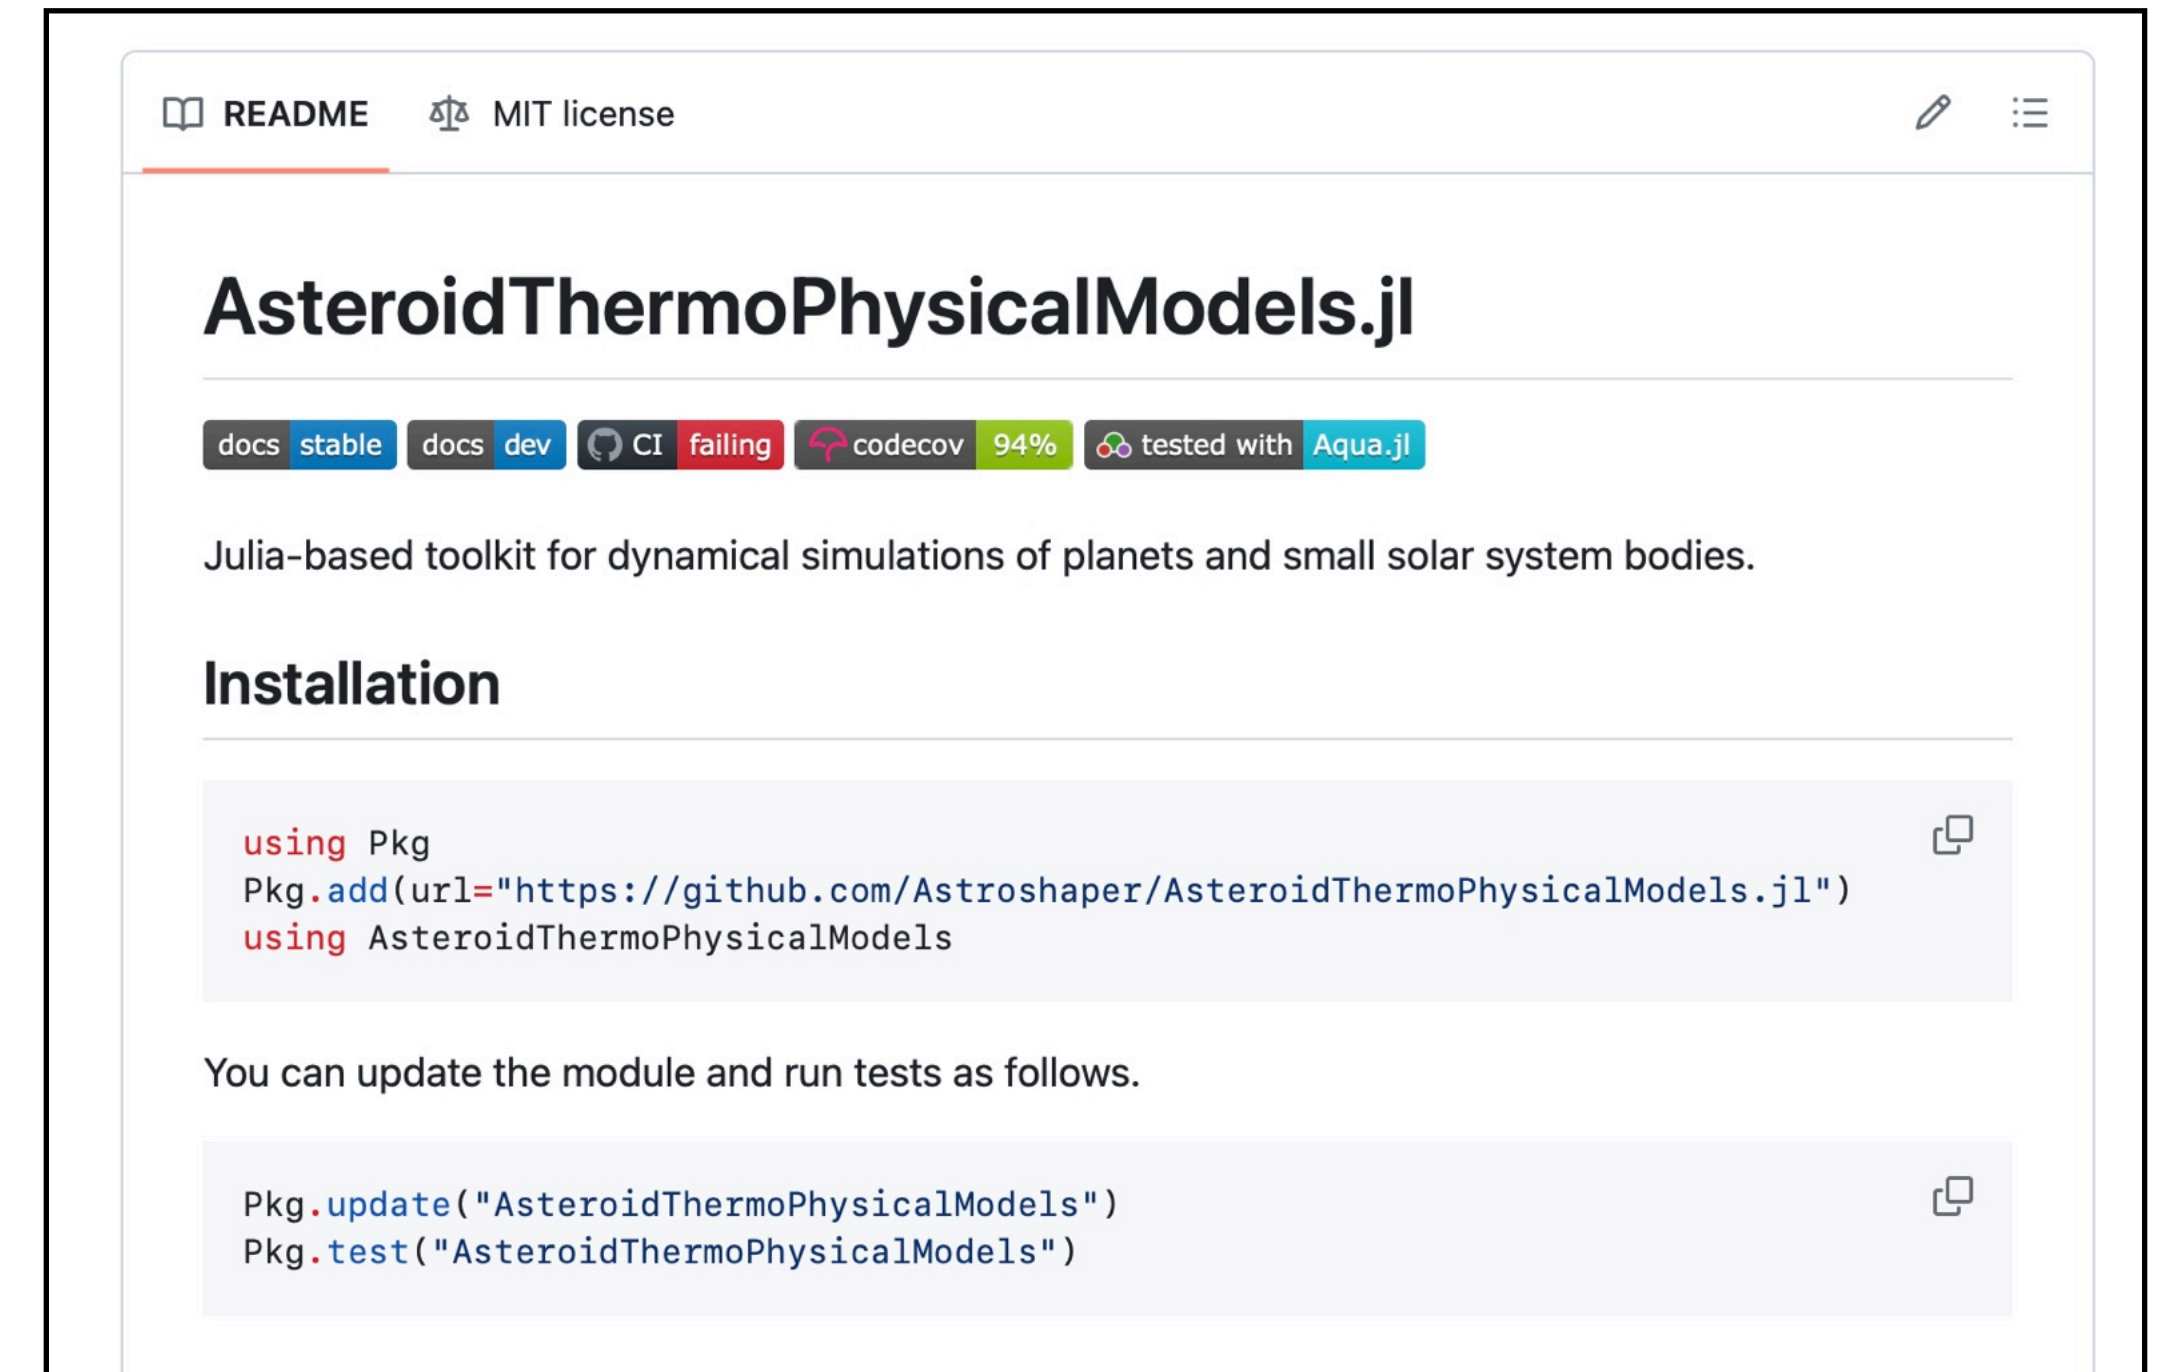 README MIT license
AsteroidThermoPhysicalModels.jl
docs stable docs dev CI failing codecov 94% tested with Aqua.jl
Julia-based toolkit for dynamical simulations of planets and small solar system bodies.
Installation
using Pkg
Pkg.add(url="https://github.com/Astroshaper/AsteroidThermoPhysicalModels.jl")
using AsteroidThermoPhysicalModels
You can update the module and run tests as follows.
Pkg.update("AsteroidThermoPhysicalModels")
Pkg.test("AsteroidThermoPhysicalModels")